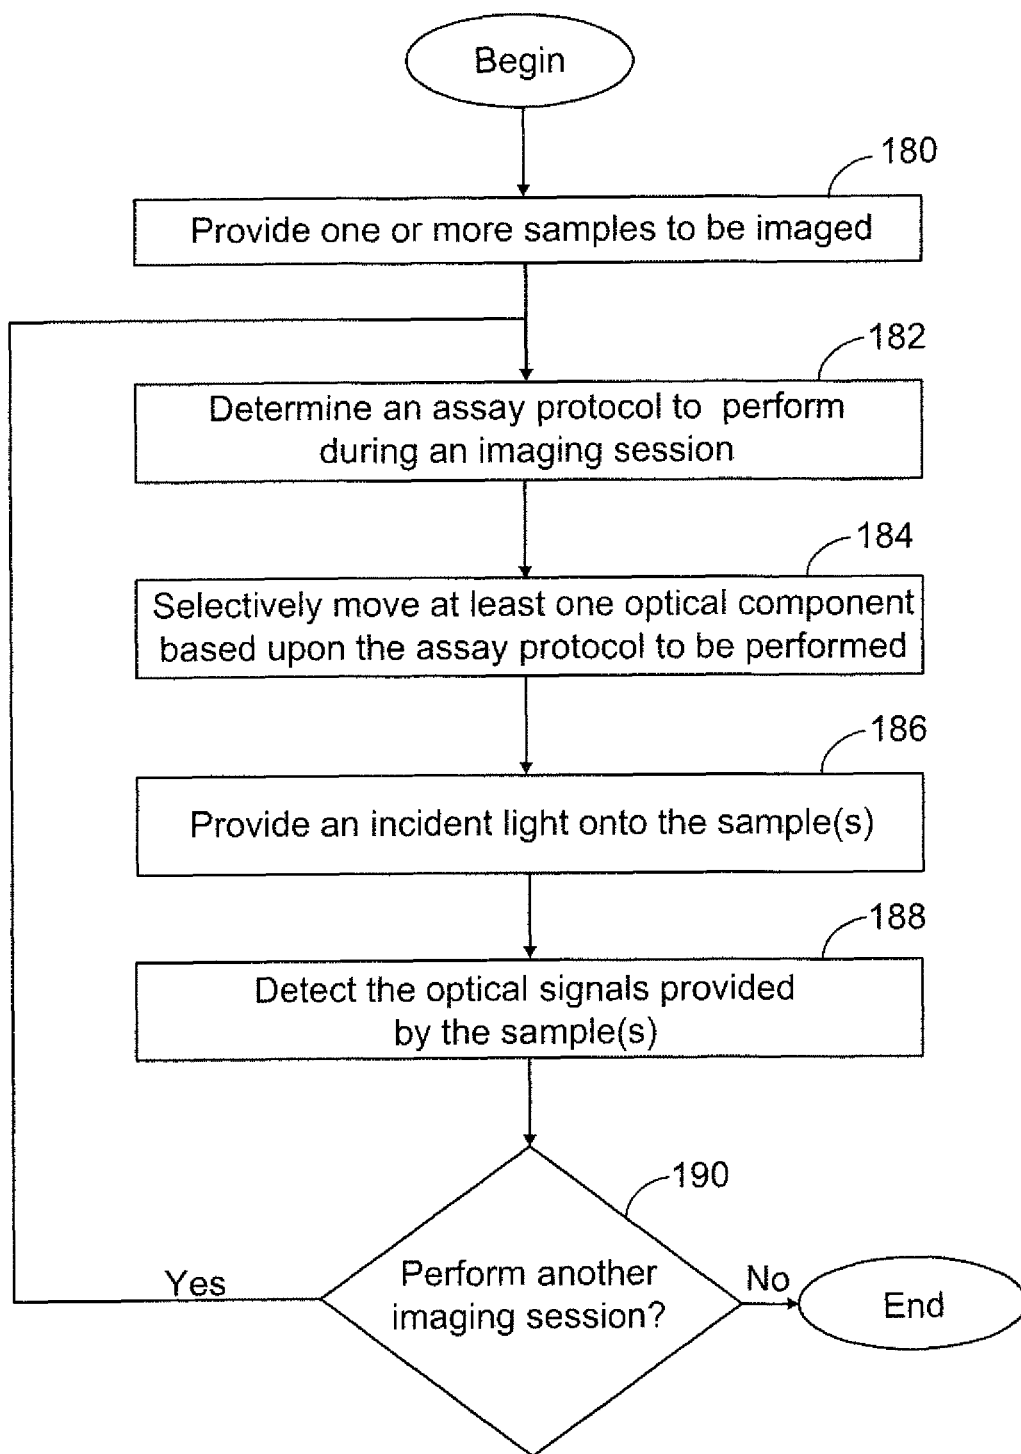 Begin
180
Provide one or more samples to be imaged
182
Determine an assay protocol to perform
during an imaging session
184
Selectively move at least one optical component
based upon the assay protocol to be performed
186
Provide an incident light onto the sample(s)
188
Detect the optical signals provided
by the sample(s)
190
Perform another
imaging session?
Yes
No
End